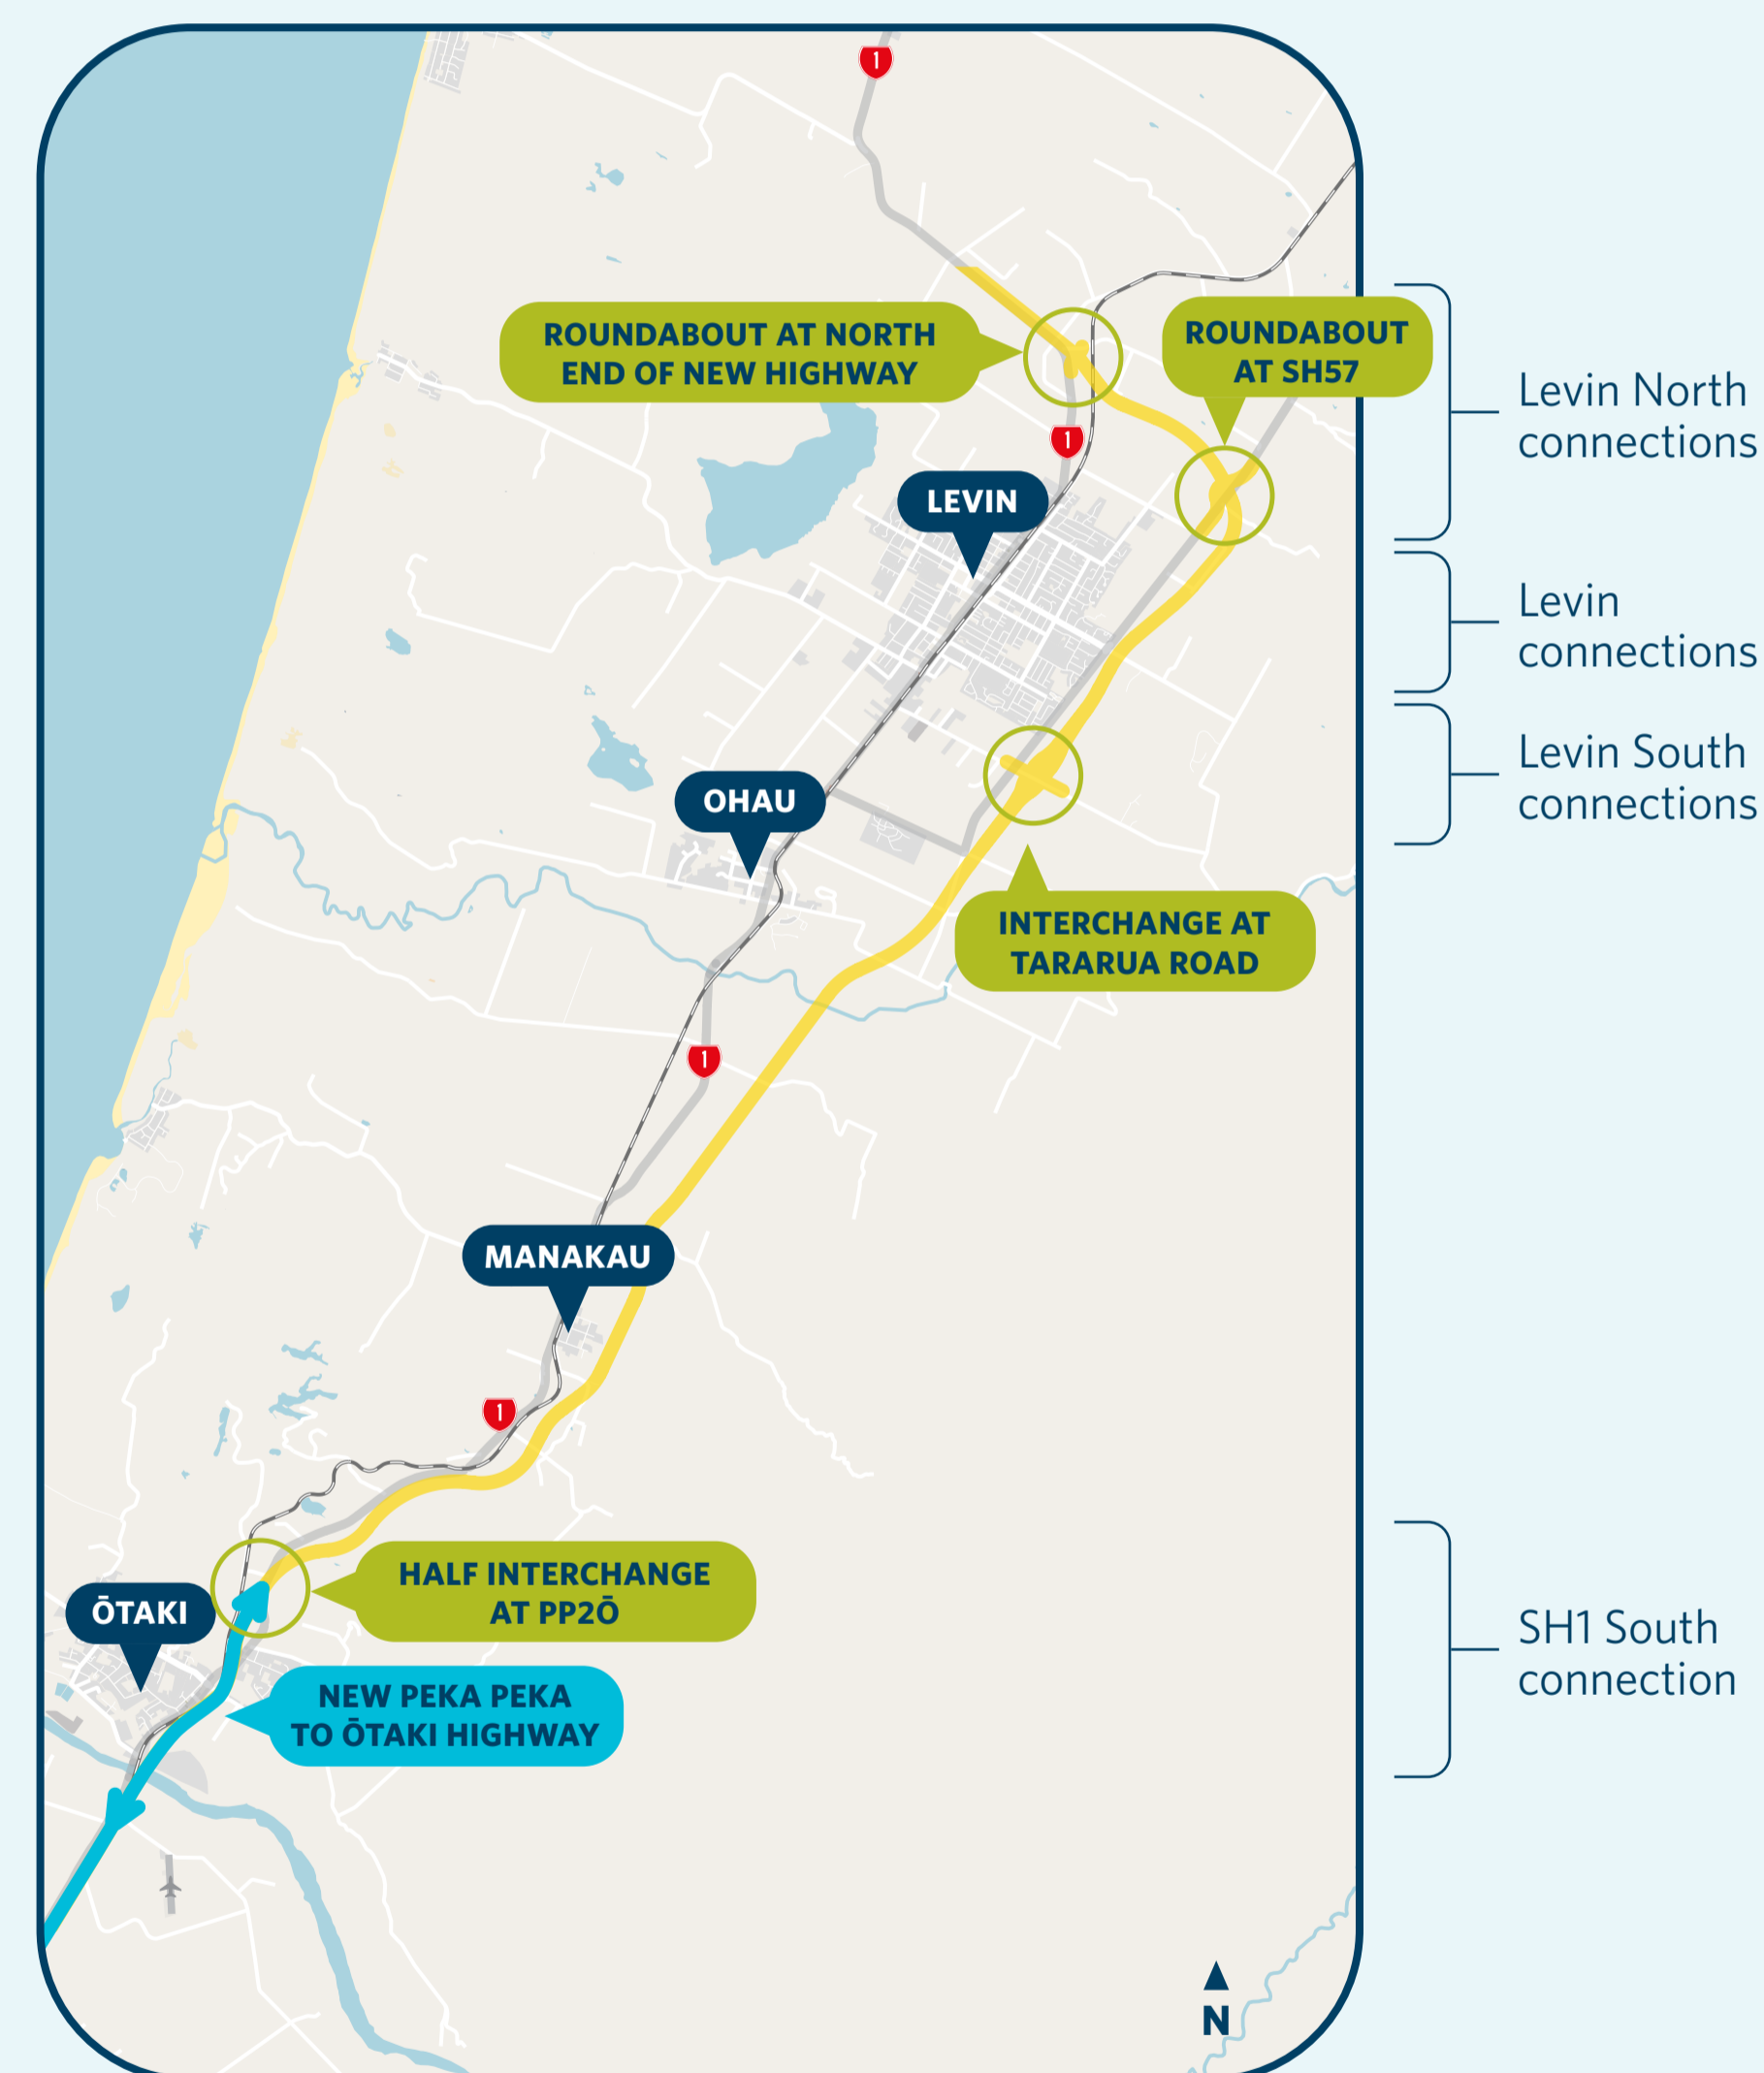 1
ROUNDABOUT AT NORTH
END OF NEW HIGHWAY
ROUNDABOUT
AT SH57
Levin North
connections
1
LEVIN
Levin
connections
Levin South
connections
OHAU
INTERCHANGE AT
TARARUA ROAD
1
MANAKAU
1
HALF INTERCHANGE
AT PP2Ō
ŌTAKI
SH1 South
connection
NEW PEKA PEKA
TO ŌTAKI HIGHWAY
N